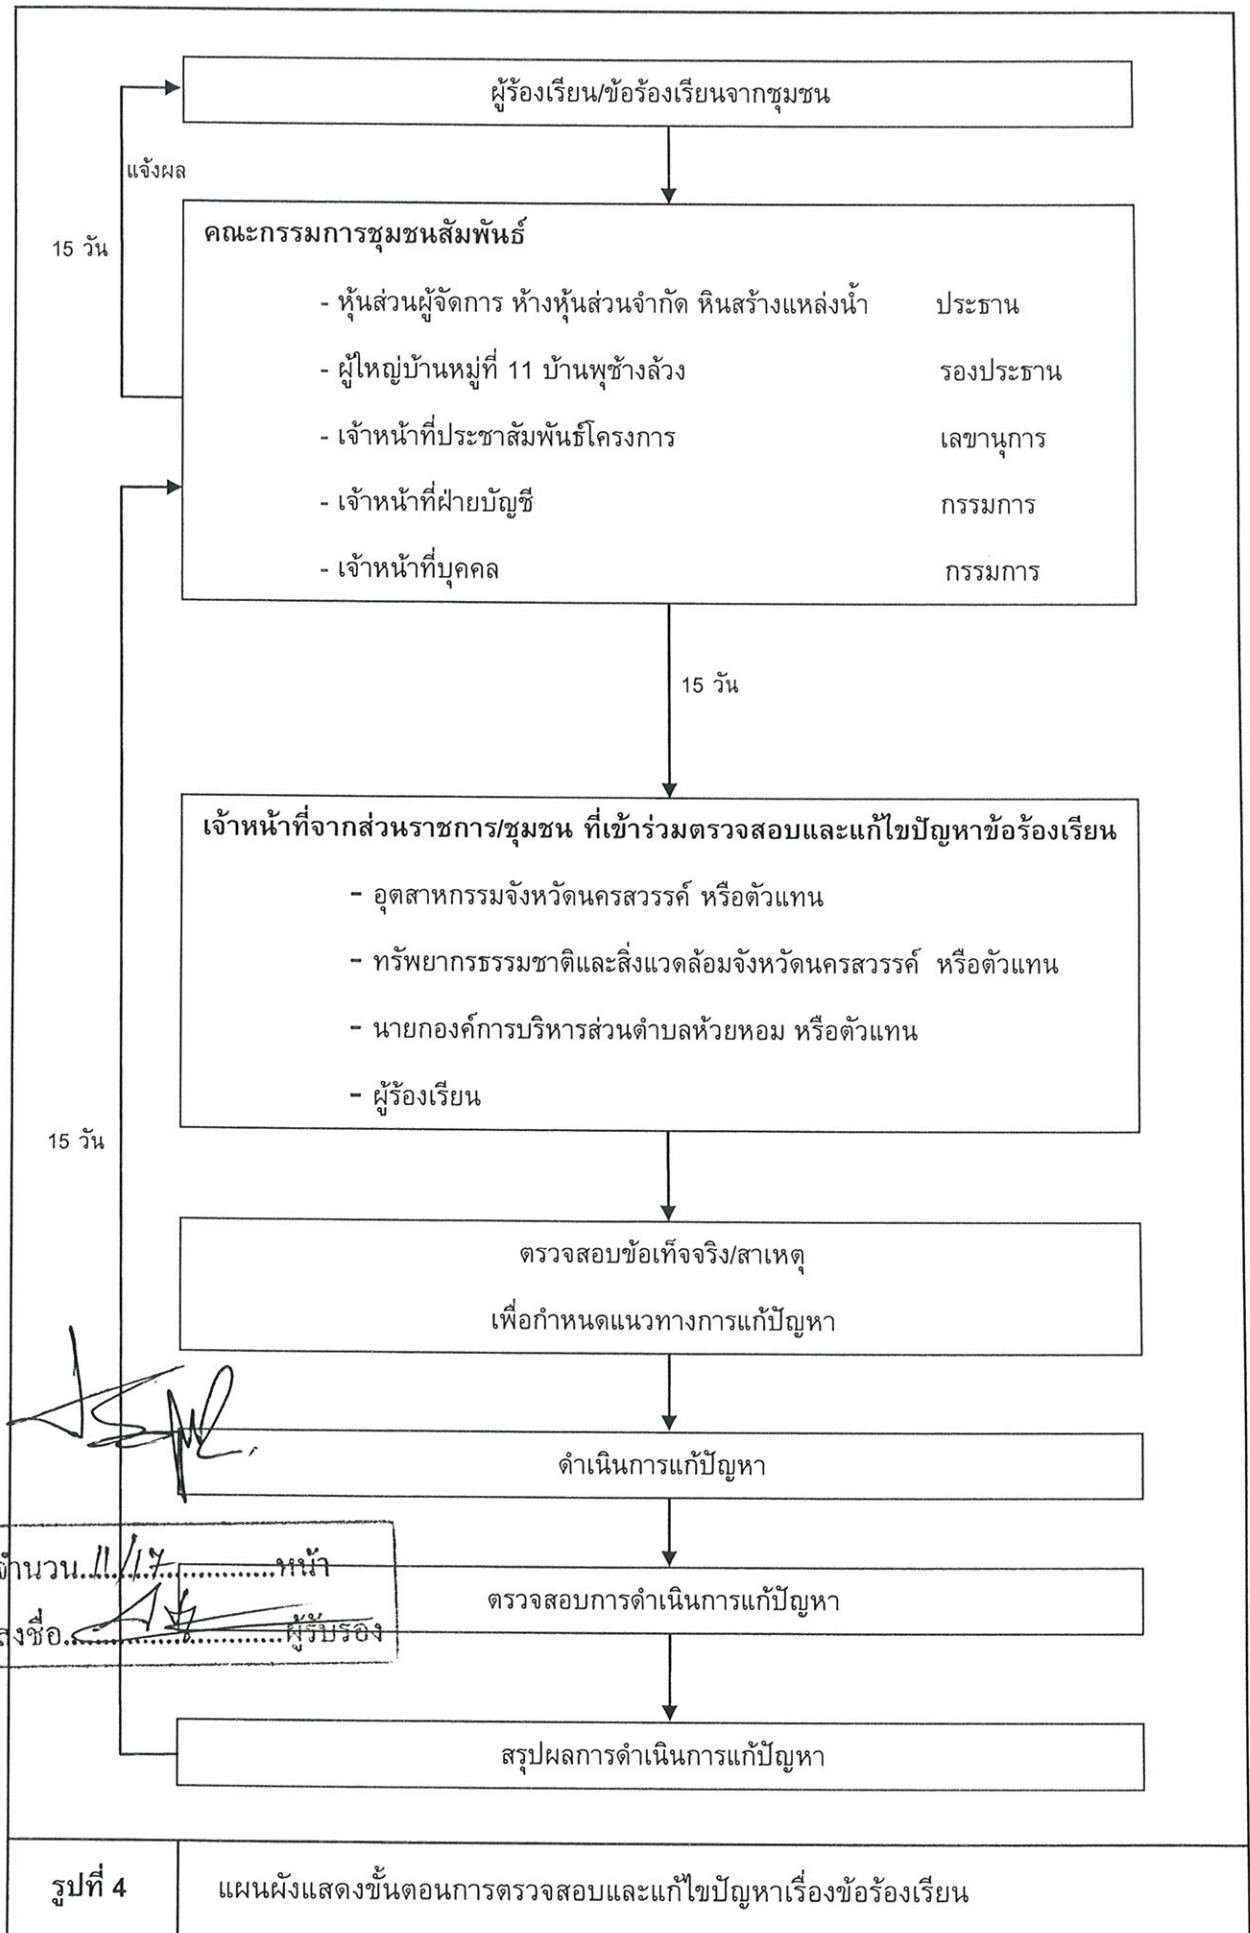 ผู้ร้องเรียน/ข้อร้องเรียนจากชุมชน
แจ้งผล
15 วัน
คณะกรรมการชุมชนสัมพันธ์
- หุ้นส่วนผู้จัดการ ห้างหุ้นส่วนจำกัด หินสร้างแหล่งน้ำ ประธาน
- ผู้ใหญ่บ้านหมู่ที่ 11 บ้านพุช้างล้วง รองประธาน
- เจ้าหน้าที่ประชาสัมพันธ์โครงการ เลขานุการ
- เจ้าหน้าที่ฝ่ายบัญชี กรรมการ
- เจ้าหน้าที่บุคคล กรรมการ
15 วัน
เจ้าหน้าที่จากส่วนราชการ/ชุมชน ที่เข้าร่วมตรวจสอบและแก้ไขปัญหาข้อร้องเรียน
- อุตสาหกรรมจังหวัดนครสวรรค์ หรือตัวแทน
- ทรัพยากรธรรมชาติและสิ่งแวดล้อมจังหวัดนครสวรรค์ หรือตัวแทน
- นายกองค์การบริหารส่วนตำบลห้วยหอม หรือตัวแทน
- ผู้ร้องเรียน
15 วัน
ตรวจสอบข้อเท็จจริง/สาเหตุ
เพื่อกำหนดแนวทางการแก้ปัญหา
ดำเนินการแก้ปัญหา
จำนวน..11/17..............หน้า
ตรวจสอบการดำเนินการแก้ปัญหา
ลงชื่อ..........................ผู้รับรอง
สรุปผลการดำเนินการแก้ปัญหา
รูปที่ 4 แผนผังแสดงขั้นตอนการตรวจสอบและแก้ไขปัญหาเรื่องข้อร้องเรียน